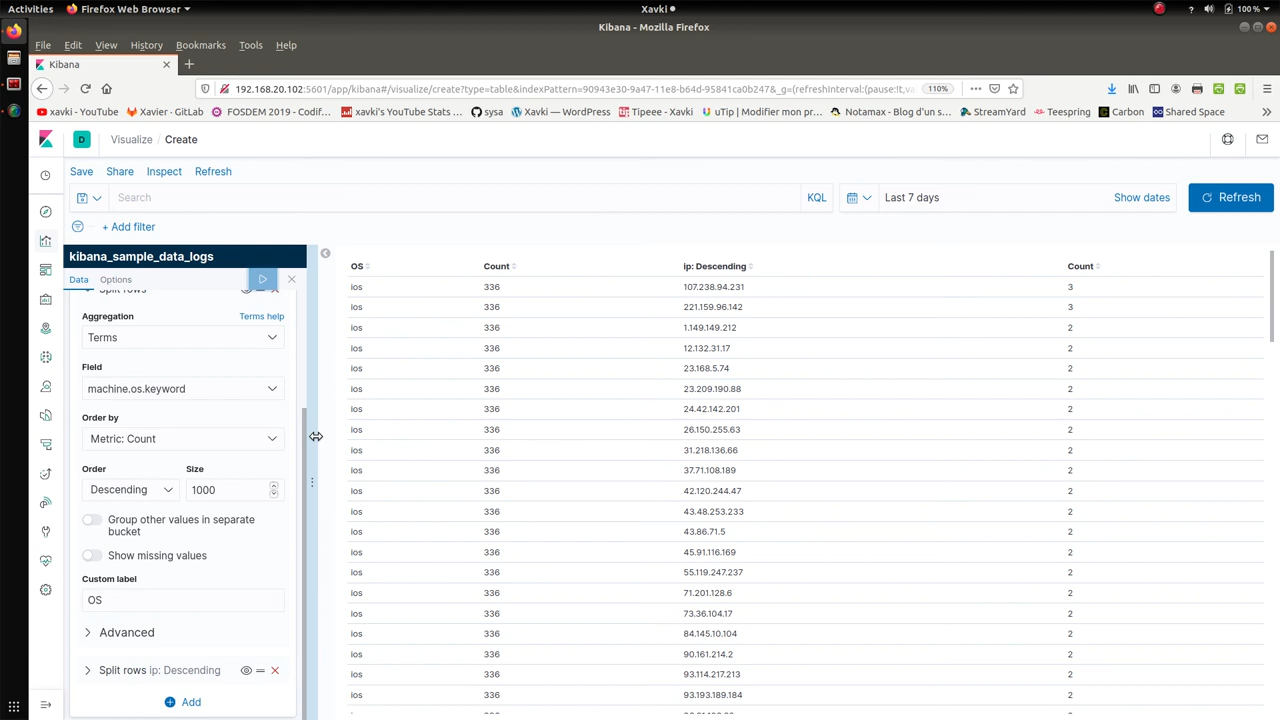 Activities Firefox Web Browser Xavki 100 %
Kibana - Mozilla Firefox
File Edit View History Bookmarks Tools Help
Kibana
192.168.20.102:5601/app/kibana#/visualize/create?type=table&indexPattern=90943e30-9a47-11e8-b64d-95841ca0b247&_g=(refreshInterval:(pause:!t,v 110%
xavki - YouTube Xavier - GitLab FOSDEM 2019 - Codif... xavki's YouTube Stats ... sysa Xavki — WordPress Tipeee - Xavki uTip | Modifier mon pr... Notamax - Blog d'un s... StreamYard Teespring Carbon Shared Space
D Visualize / Create
Save Share Inspect Refresh
Search KQL Last 7 days Show dates Refresh
+ Add filter
kibana_sample_data_logs
Data Options
Split rows
Aggregation Terms help
Terms
Field
machine.os.keyword
Order by
Metric: Count
Order Size
Descending 1000
Group other values in separate
bucket
Show missing values
Custom label
OS
Advanced
Split rows ip: Descending
Add
OS Count ip: Descending Count
ios 336 107.238.94.231 3
ios 336 221.159.96.142 3
ios 336 1.149.149.212 2
ios 336 12.132.31.17 2
ios 336 23.168.5.74 2
ios 336 23.209.190.88 2
ios 336 24.42.142.201 2
ios 336 26.150.255.63 2
ios 336 31.218.136.66 2
ios 336 37.71.108.189 2
ios 336 42.120.244.47 2
ios 336 43.48.253.233 2
ios 336 43.86.71.5 2
ios 336 45.91.116.169 2
ios 336 55.119.247.237 2
ios 336 71.201.128.6 2
ios 336 73.36.104.17 2
ios 336 84.145.10.104 2
ios 336 90.161.214.2 2
ios 336 93.114.217.213 2
ios 336 93.193.189.184 2